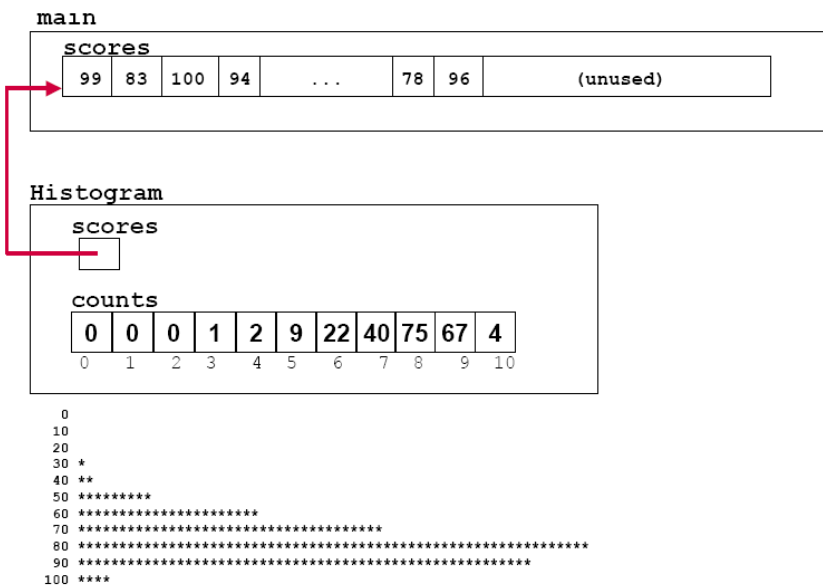 main
scores
99 83 100 94 ... 78 96 (unused)
Histogram
scores
counts
0 0 0 1 2 9 22 40 75 67 4
0 1 2 3 4 5 6 7 8 9 10
0
10
20
30 *
40 **
50 *********
60 **********************
70 *************************************
80 **************************************************************
90 *******************************************************
100 ****